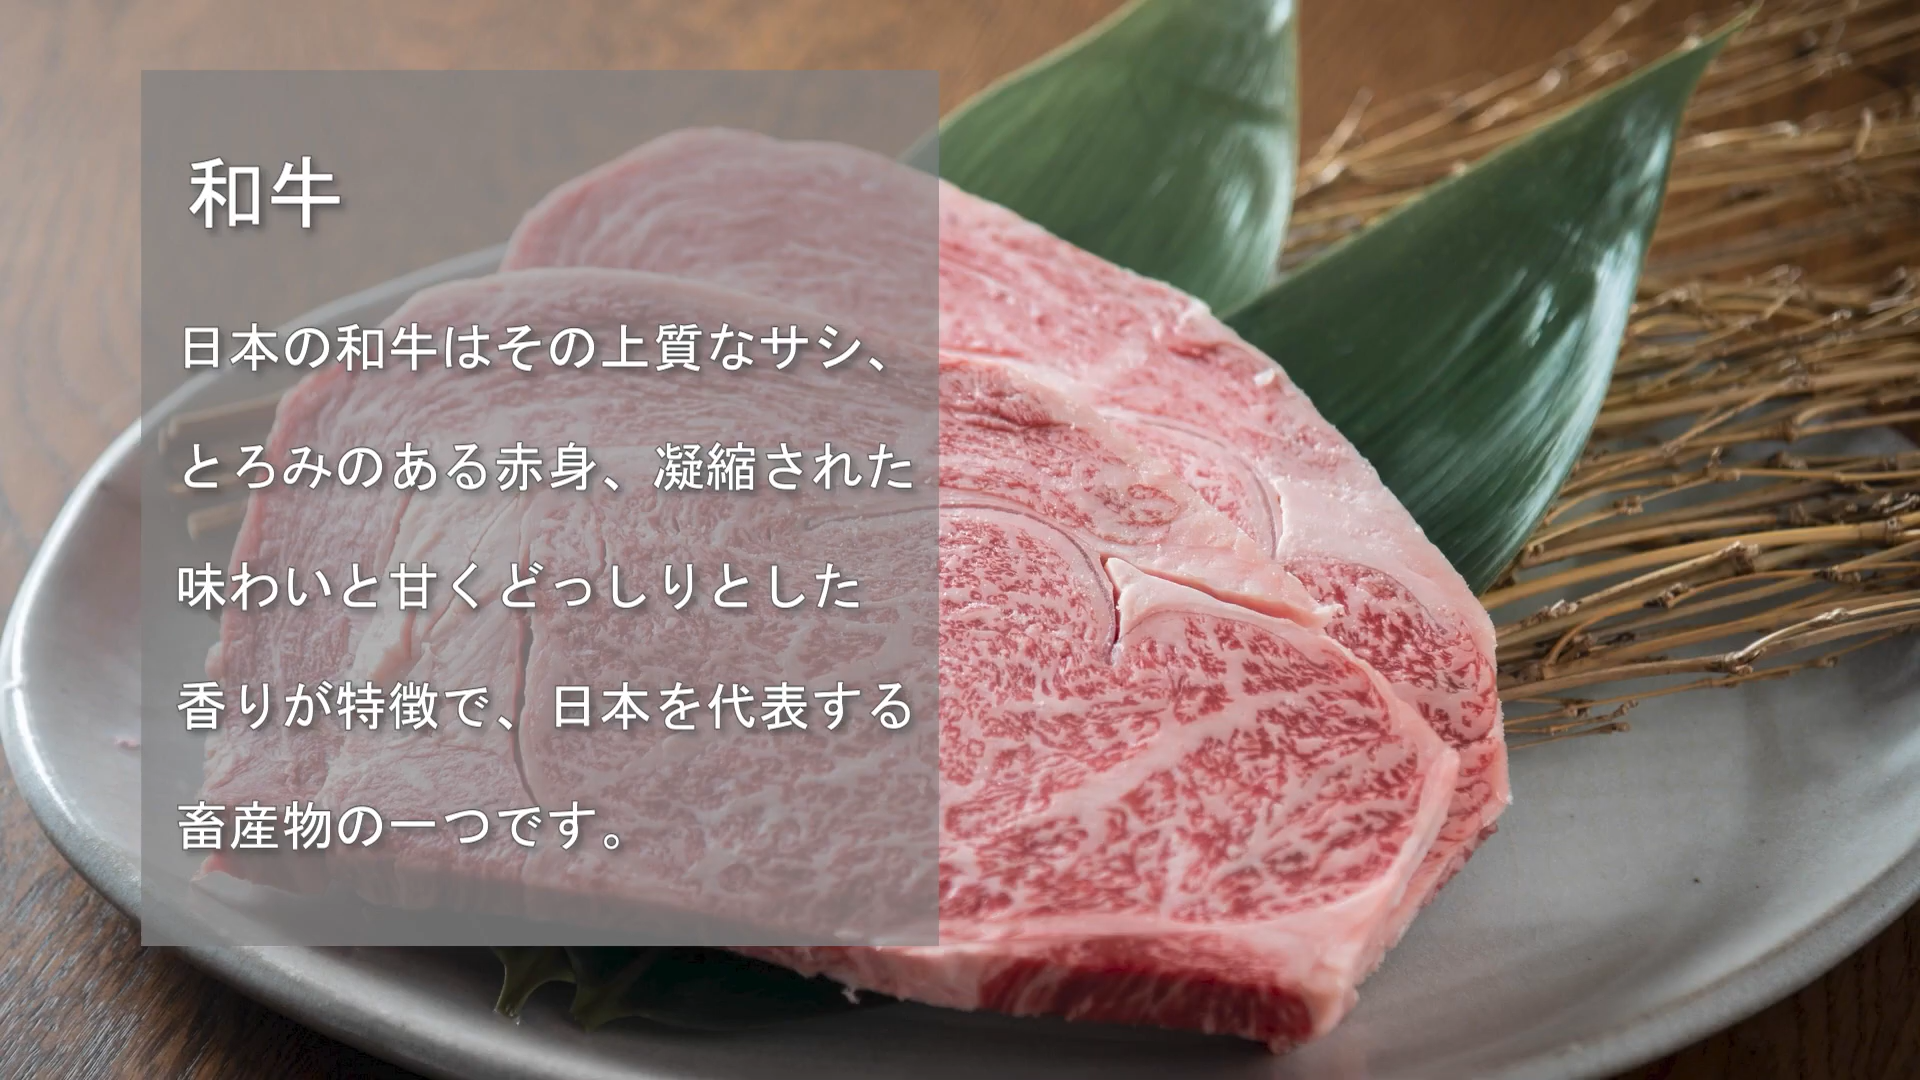 和牛
日本の和牛はその上質なサシ、
とろみのある赤身、凝縮された
味わいと甘くどっしりとした
香りが特徴で、日本を代表する
畜産物の一つです。